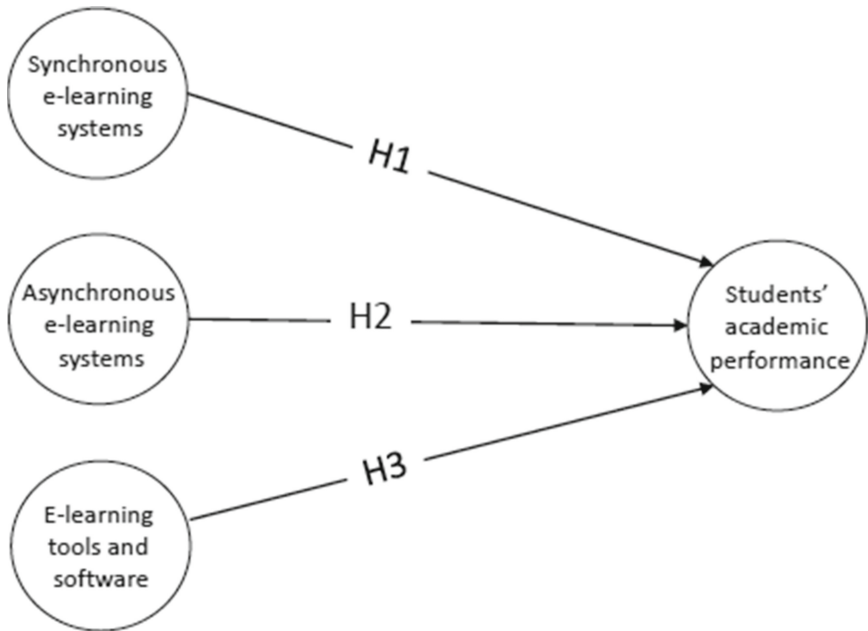 Synchronous
e-learning
systems
H1
Asynchronous
e-learning
systems
H2
Students’
academic
performance
H3
E-learning
tools and
software